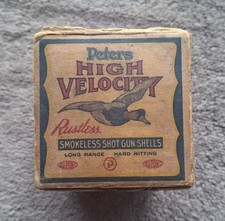 Peters
HIGH
VELOCITY
Rustless
SMOKELESS SHOT GUN SHELLS
LONG RANGE HARD HITTING
P